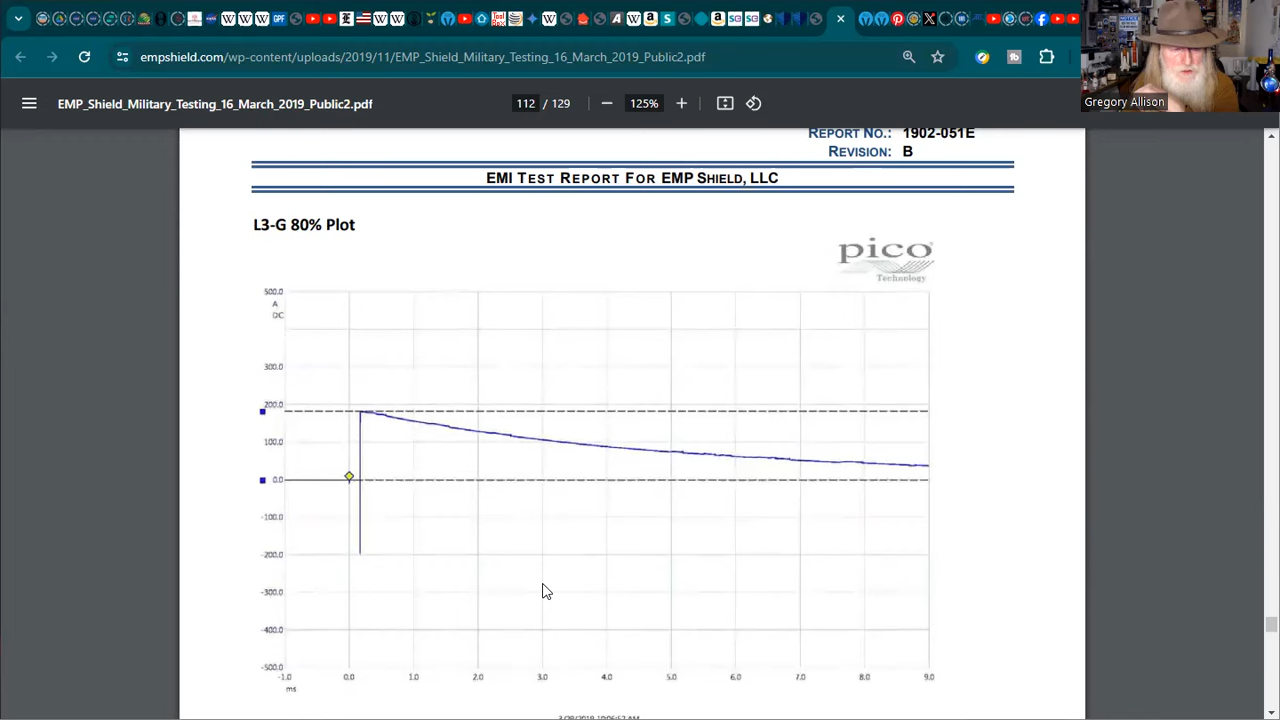 empshield.com/wp-content/uploads/2019/11/EMP_Shield_Military_Testing_16_March_2019_Public2.pdf
Gregory Allison
EMP_Shield_Military_Testing_16_March_2019_Public2.pdf
112 / 129
125%
REPORT NO.: 1902-051E
REVISION: B
EMI TEST REPORT FOR EMP SHIELD, LLC
L3-G 80% Plot
pico
Technology
500.0
A
DC
300.0
200.0
100.0
0.0
-100.0
-200.0
-300.0
-400.0
-500.0
-1.0 0.0 1.0 2.0 3.0 4.0 5.0 6.0 7.0 8.0 9.0
ms